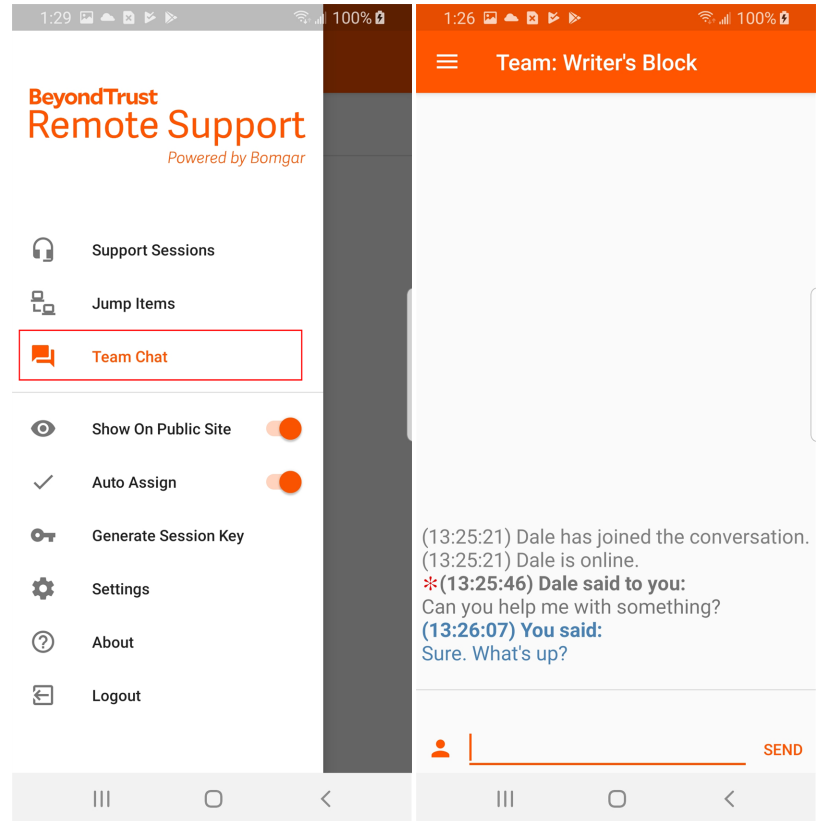 1:29
100%
BeyondTrust
Remote Support
Powered by Bomgar
Support Sessions
Jump Items
Team Chat
Show On Public Site
Auto Assign
Generate Session Key
Settings
About
Logout
1:26
100%
Team: Writer's Block
(13:25:21) Dale has joined the conversation.
(13:25:21) Dale is online.
*(13:25:46) Dale said to you:
Can you help me with something?
(13:26:07) You said:
Sure. What's up?
SEND